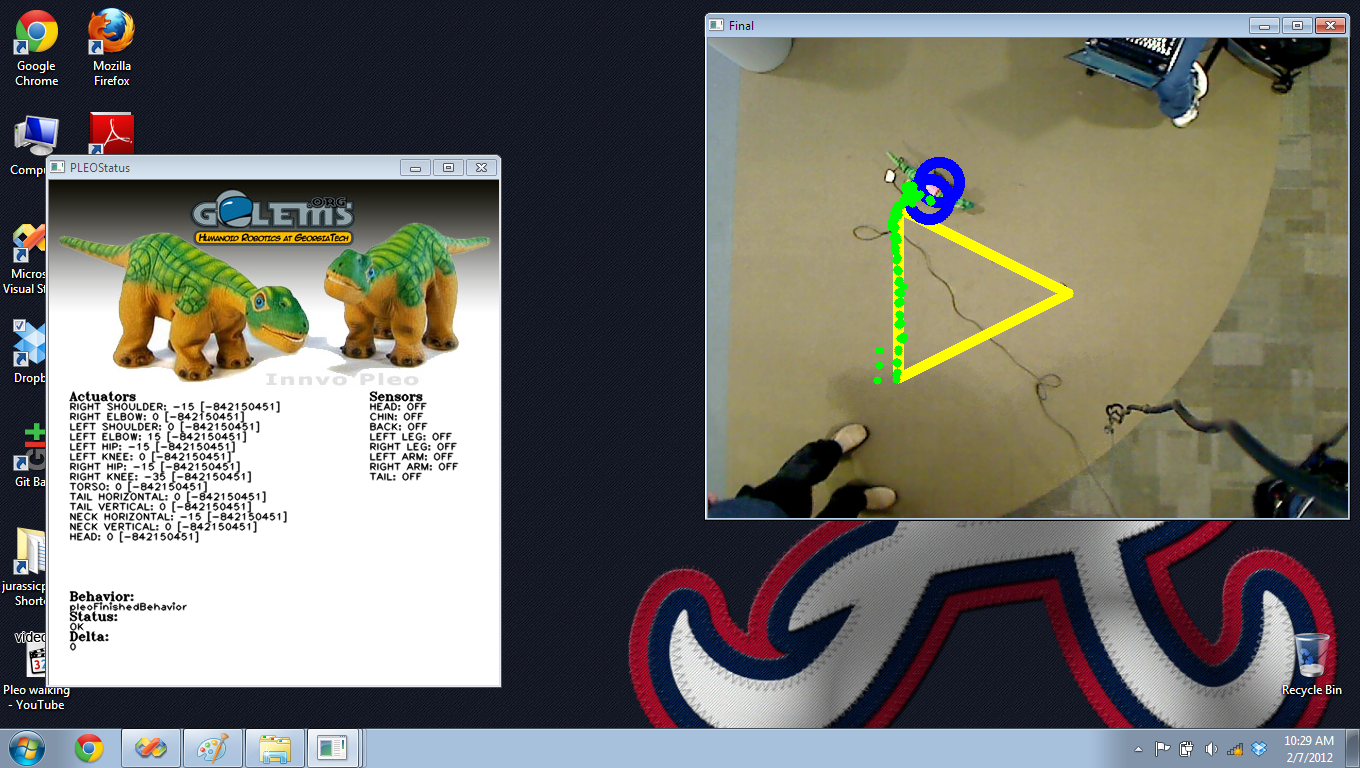 Google
Chrome
Mozilla
Firefox
Comp
Micros
Visual St
Dropb
Git Ba
jurassicp
Shorto
video
Pleo walking
- YouTube
PLEOStatus
GOLEMS
.ORG
HUMANOID ROBOTICS AT GEORGIATECH
Innvo Pleo
Actuators
RIGHT SHOULDER: -15 [-842150451]
RIGHT ELBOW: 0 [-842150451]
LEFT SHOULDER: 0 [-842150451]
LEFT ELBOW: 15 [-842150451]
LEFT HIP: -15 [-842150451]
LEFT KNEE: 0 [-842150451]
RIGHT HIP: -15 [-842150451]
RIGHT KNEE: -35 [-842150451]
TORSO: 0 [-842150451]
TAIL HORIZONTAL: 0 [-842150451]
TAIL VERTICAL: 0 [-842150451]
NECK HORIZONTAL: -15 [-842150451]
NECK VERTICAL: 0 [-842150451]
HEAD: 0 [-842150451]
Sensors
HEAD: OFF
CHIN: OFF
BACK: OFF
LEFT LEG: OFF
RIGHT LEG: OFF
LEFT ARM: OFF
RIGHT ARM: OFF
TAIL: OFF
Behavior:
pleoFinishedBehavior
Status:
OK
Delta:
0
Final
Recycle Bin
10:29 AM
2/7/2012